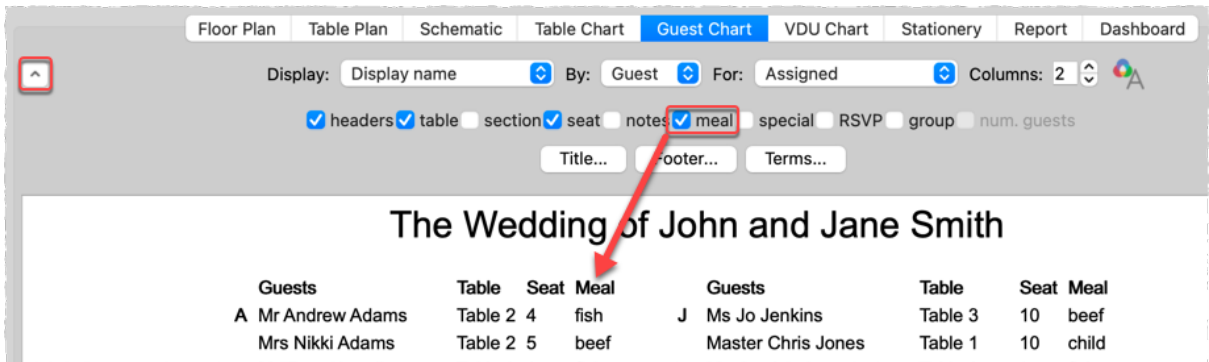 Floor Plan Table Plan Schematic Table Chart Guest Chart VDU Chart Stationery Report Dashboard
Display: Display name By: Guest For: Assigned Columns: 2 A
headers table section seat notes meal special RSVP group num. guests
Title... Footer... Terms...
The Wedding of John and Jane Smith
Guests Table Seat Meal Guests Table Seat Meal
A Mr Andrew Adams Table 2 4 fish J Ms Jo Jenkins Table 3 10 beef
Mrs Nikki Adams Table 2 5 beef Master Chris Jones Table 1 10 child